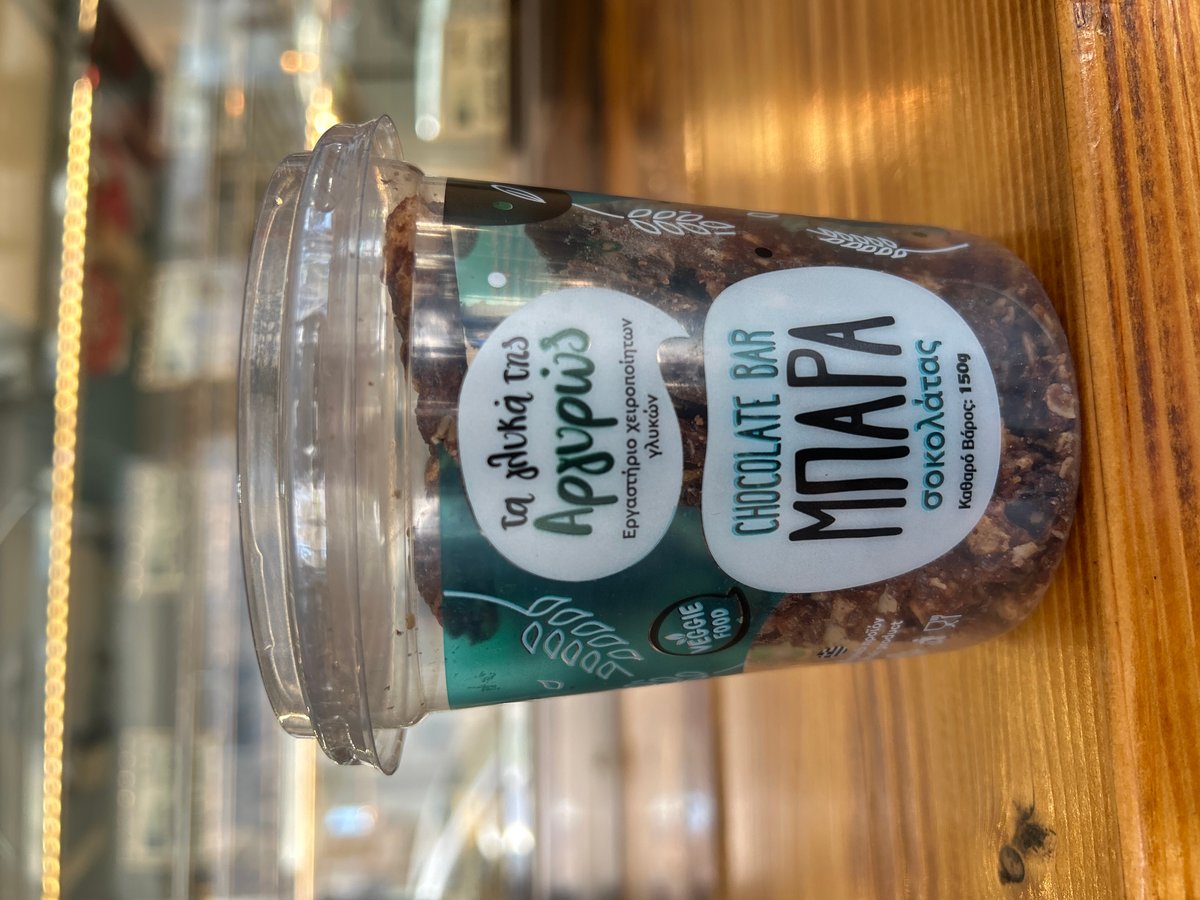 τα γλυκά της
Αργυρώς
Εργαστήριο χειροποίητων
γλυκών
CHOCOLATE BAR
ΜΠΑΡΑ
σοκολάτας
Καθαρό Βάρος: 150g
VEGGIE
FOOD